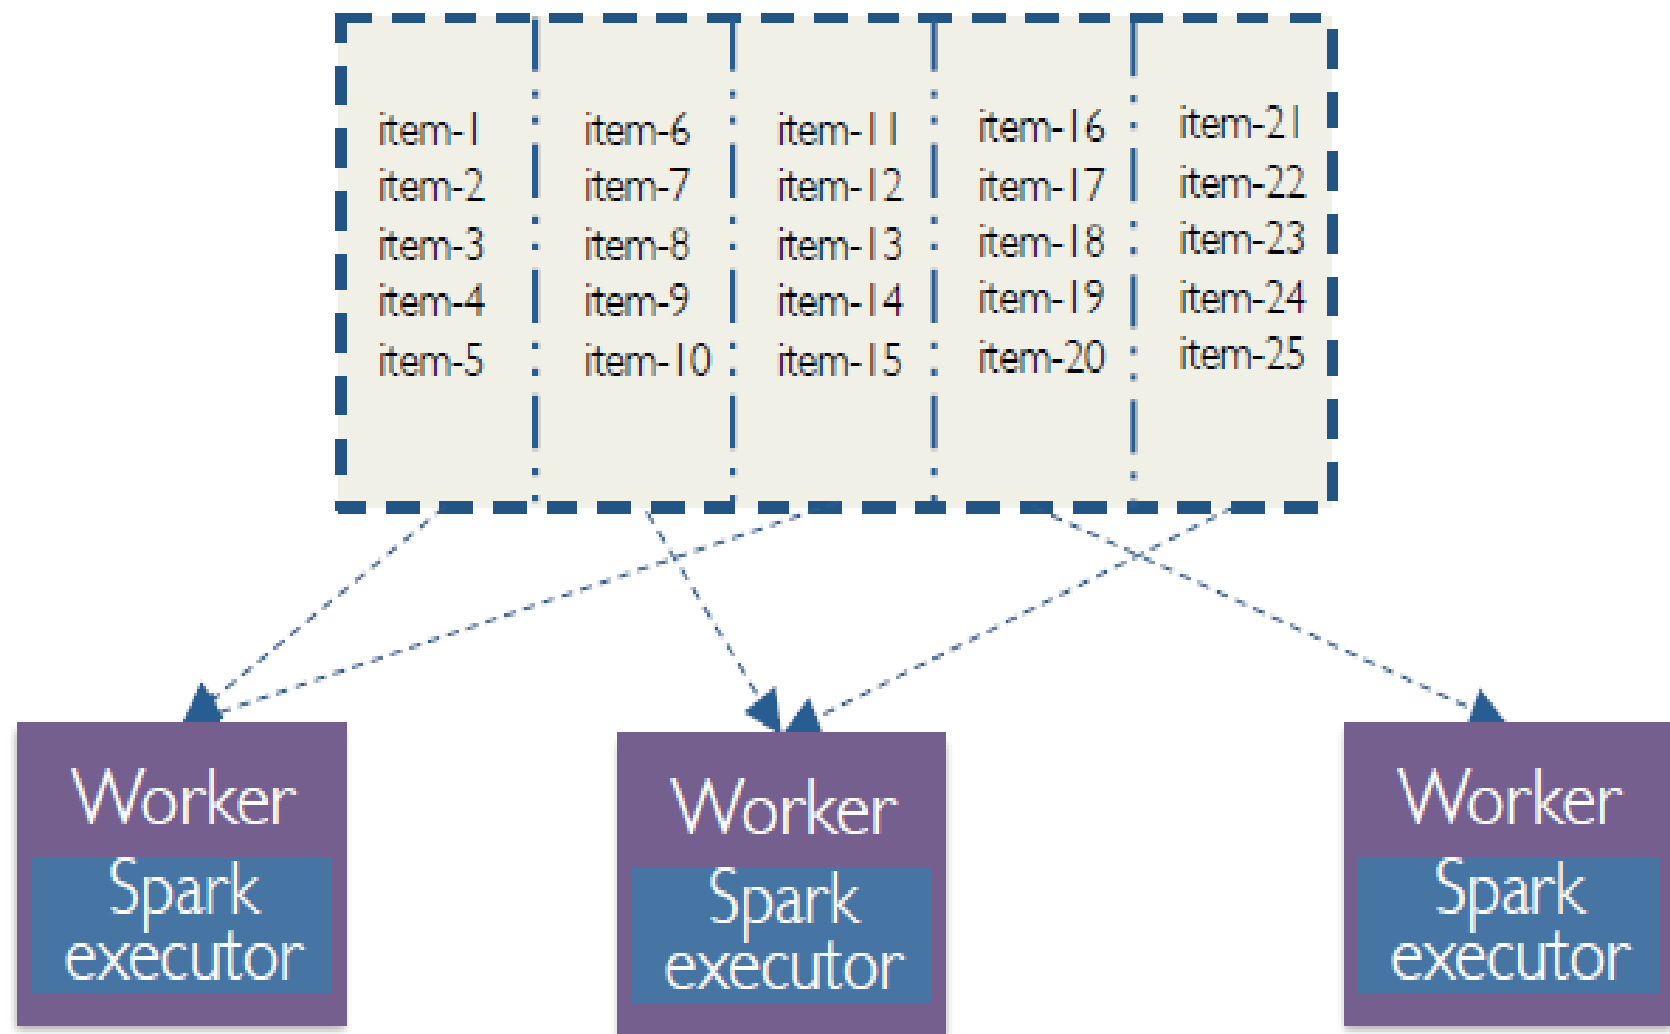 item-1
item-2
item-3
item-4
item-5
item-6
item-7
item-8
item-9
item-10
item-11
item-12
item-13
item-14
item-15
item-16
item-17
item-18
item-19
item-20
item-21
item-22
item-23
item-24
item-25
Worker
Spark
executor
Worker
Spark
executor
Worker
Spark
executor